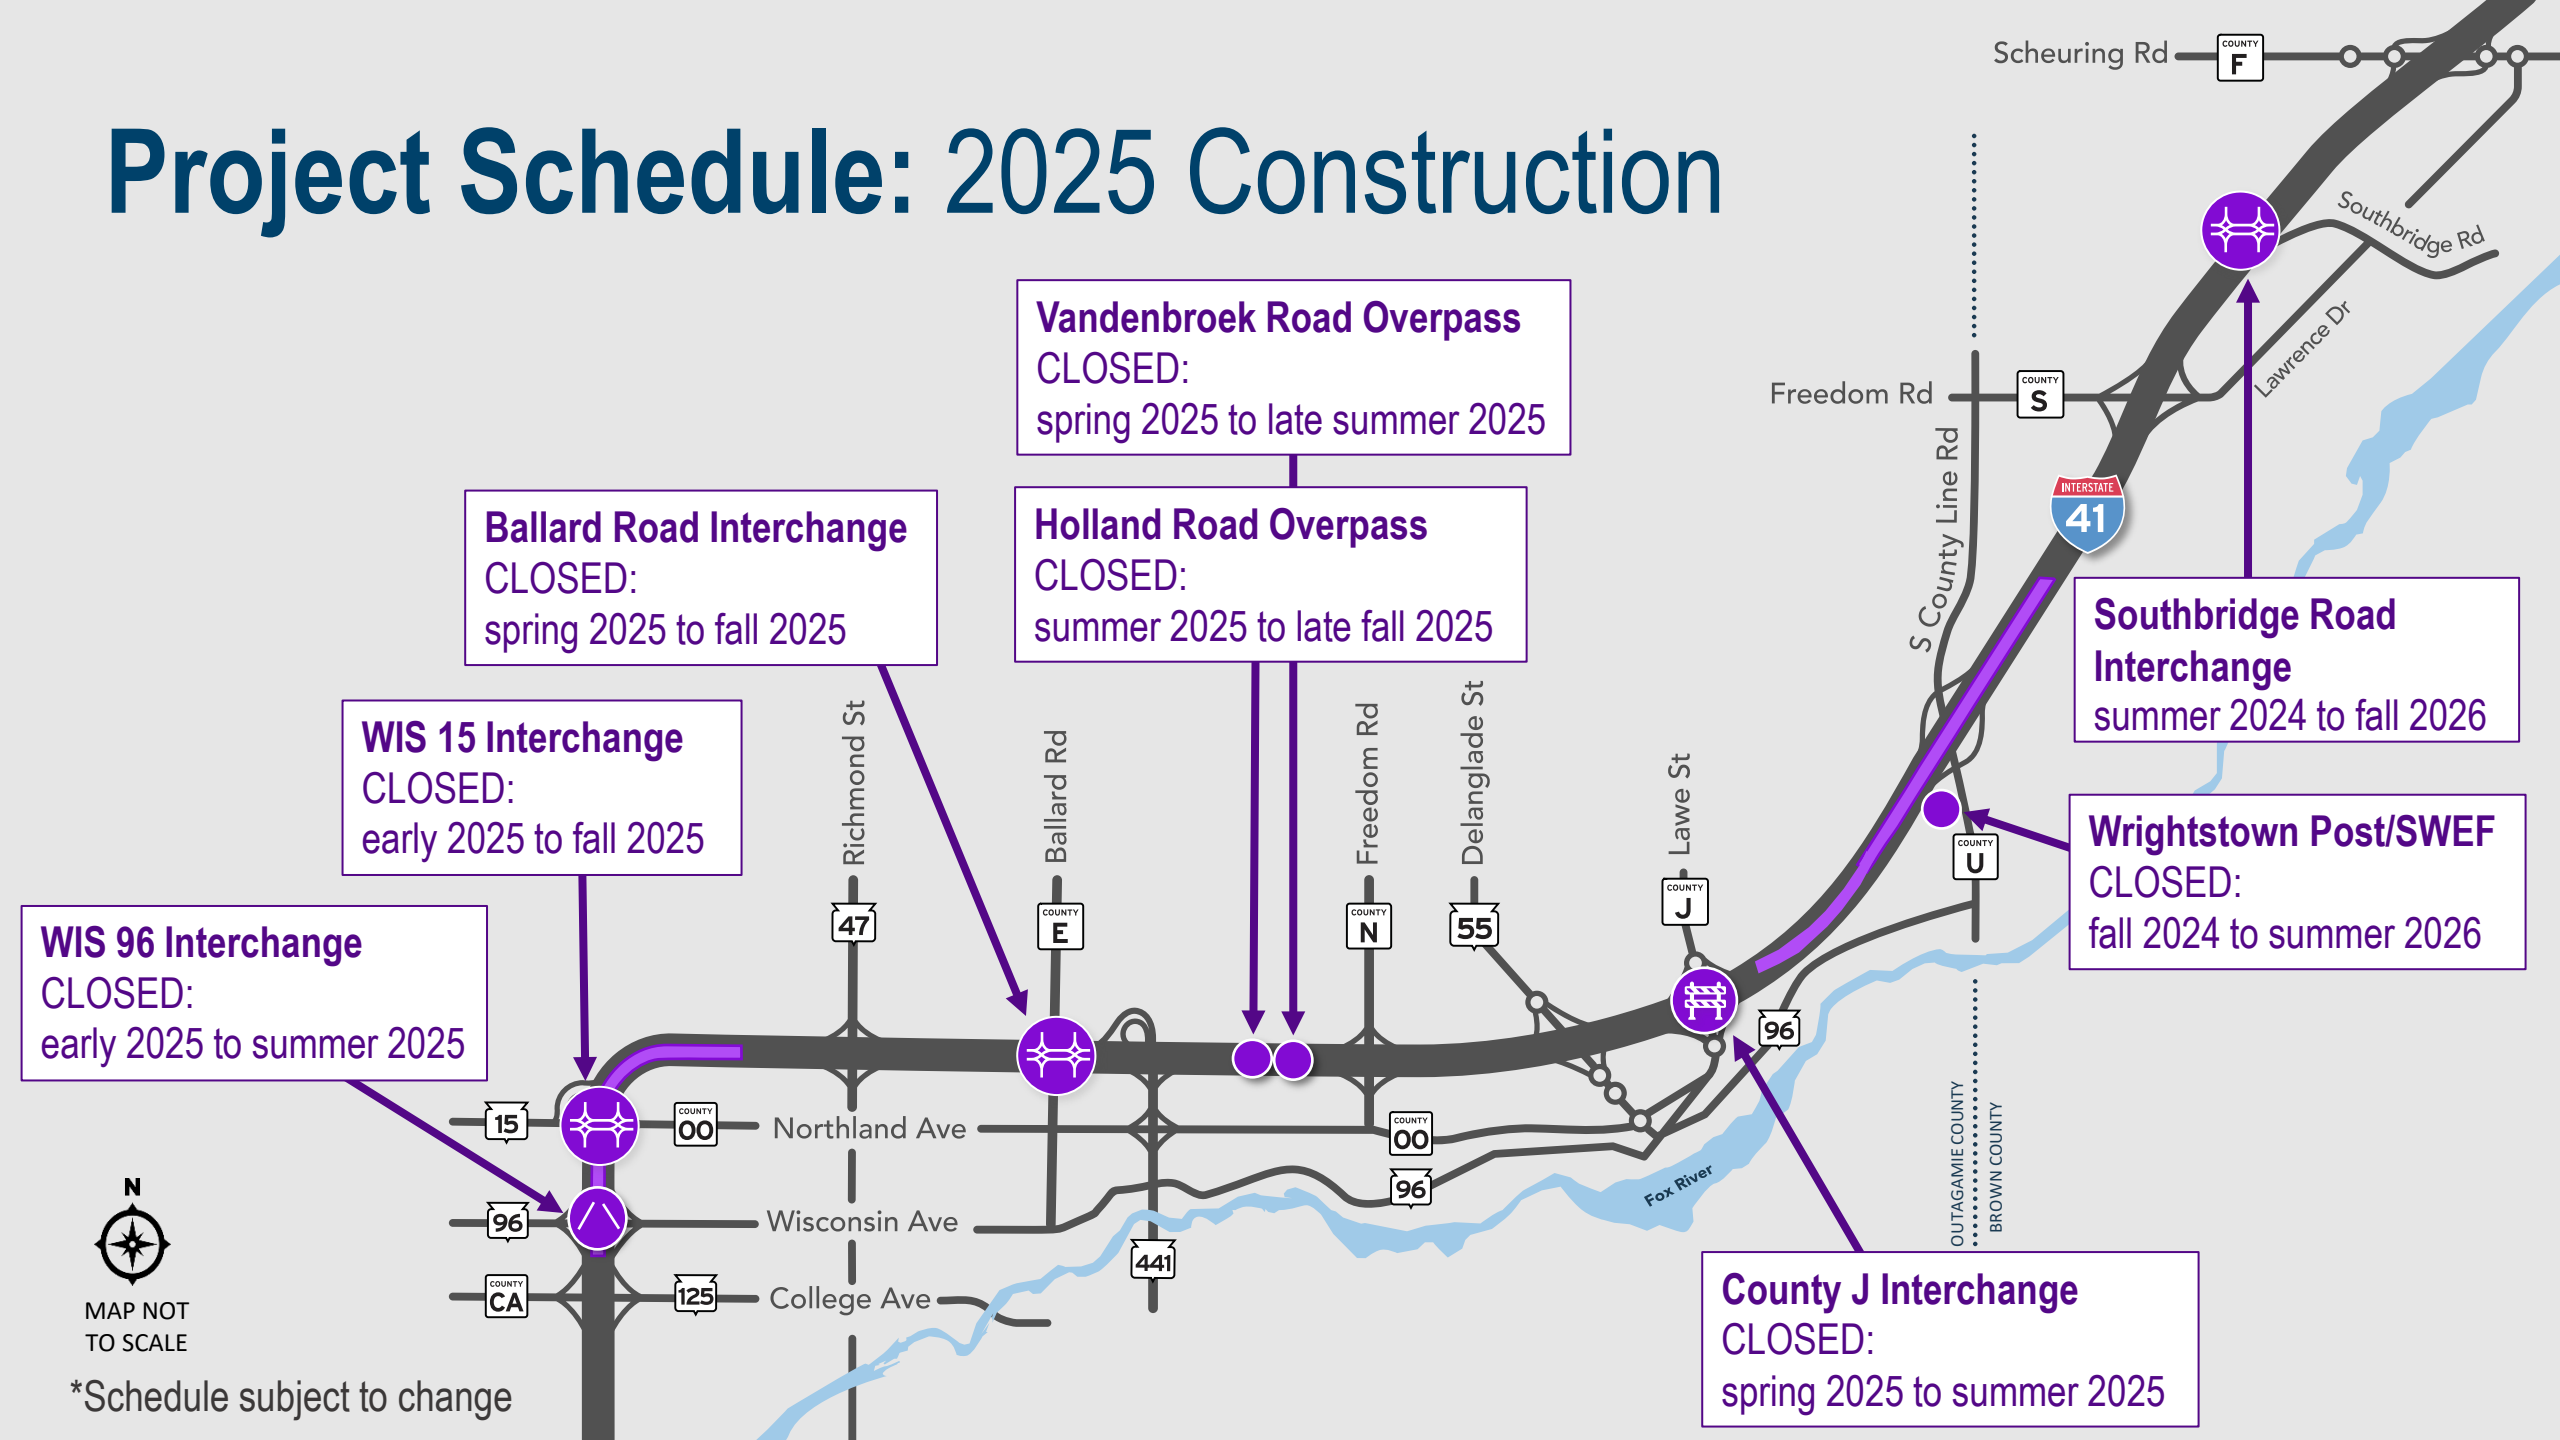 Project Schedule: 2025 Construction
Scheuring Rd
COUNTY
F
Southbridge Rd
Lawrence Dr
Freedom Rd
COUNTY
S
S County Line Rd
INTERSTATE
41
Vandenbroek Road Overpass
CLOSED:
spring 2025 to late summer 2025
Holland Road Overpass
CLOSED:
summer 2025 to late fall 2025
Ballard Road Interchange
CLOSED:
spring 2025 to fall 2025
WIS 15 Interchange
CLOSED:
early 2025 to fall 2025
WIS 96 Interchange
CLOSED:
early 2025 to summer 2025
Southbridge Road
Interchange
summer 2024 to fall 2026
Wrightstown Post/SWEF
CLOSED:
fall 2024 to summer 2026
County J Interchange
CLOSED:
spring 2025 to summer 2025
Richmond St
47
Ballard Rd
COUNTY
E
Freedom Rd
COUNTY
N
Delanglade St
55
Lawe St
COUNTY
J
COUNTY
U
96
15
COUNTY
OO
Northland Ave
COUNTY
OO
96
Wisconsin Ave
96
COUNTY
CA
125
College Ave
441
Fox River
OUTAGAMIE COUNTY
BROWN COUNTY
N
MAP NOT
TO SCALE
*Schedule subject to change